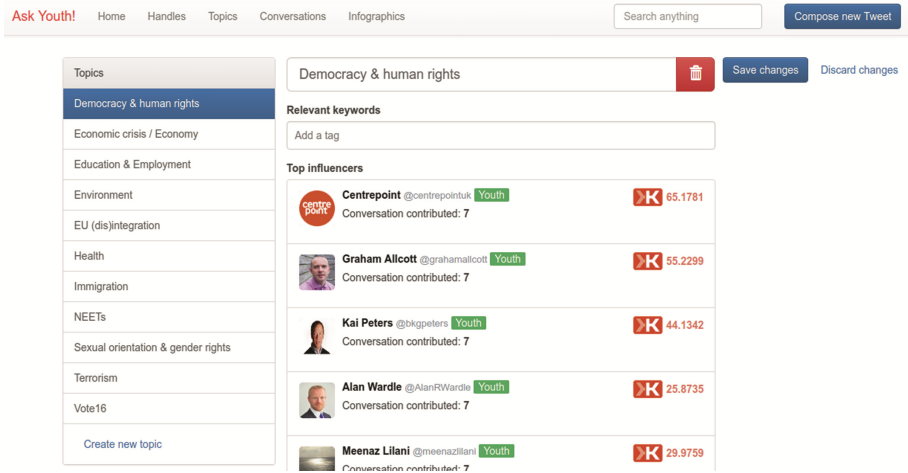 Ask Youth! Home Handles Topics Conversations Infographics Search anything Compose new Tweet
Topics
Democracy & human rights
Economic crisis / Economy
Education & Employment
Environment
EU (dis)integration
Health
Immigration
NEETs
Sexual orientation & gender rights
Terrorism
Vote16
Create new topic
Democracy & human rights Save changes Discard changes
Relevant keywords
Add a tag
Top influencers
centre
point
Centrepoint @centrepointuk Youth K 65.1781
Conversation contributed: 7
Graham Allcott @grahamallcott Youth K 55.2299
Conversation contributed: 7
Kai Peters @bkgpeters Youth K 44.1342
Conversation contributed: 7
Alan Wardle @AlanRWardle Youth K 25.8735
Conversation contributed: 7
Meenaz Lilani @meenazlilani Youth K 29.9759
Conversation contributed: 7